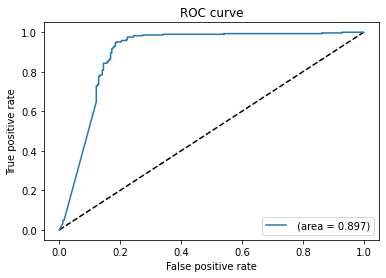 ROC curve
1.0
0.8
0.6
0.4
0.2
0.0
True positive rate
(area = 0.897)
0.0 0.2 0.4 0.6 0.8 1.0
False positive rate